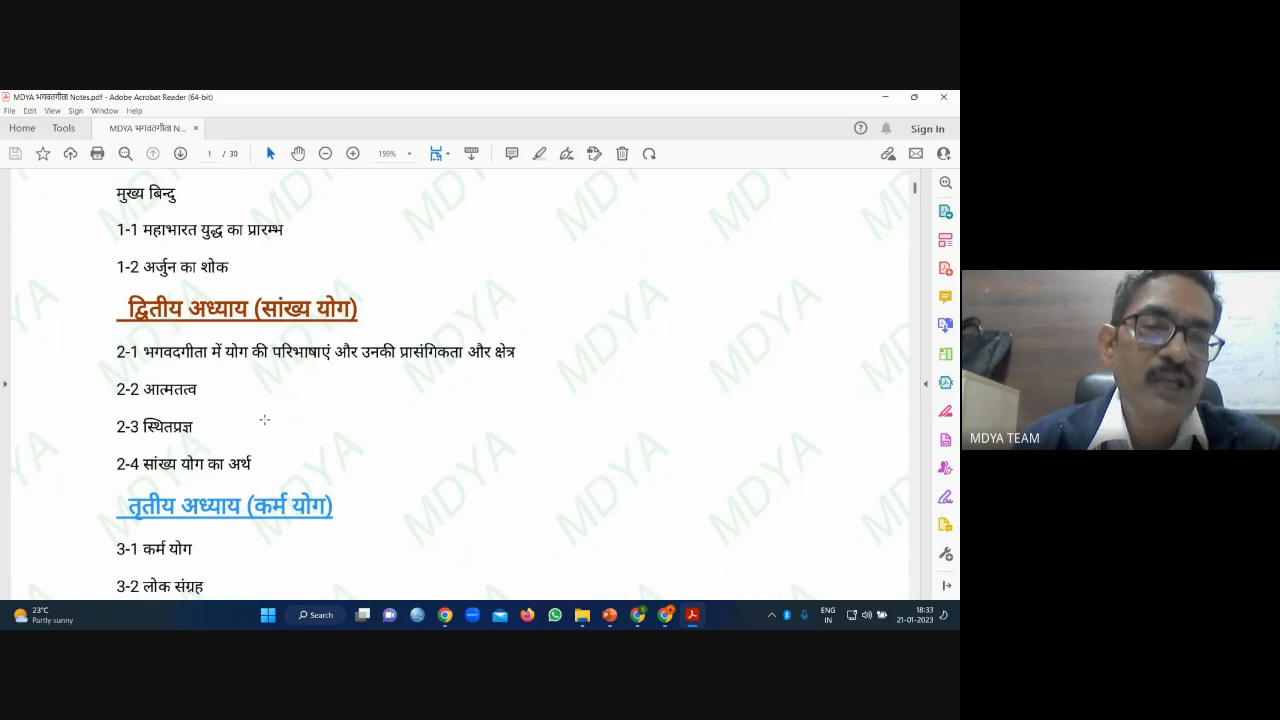 MDYA भगवतगीता Notes.pdf - Adobe Acrobat Reader (64-bit)
File Edit View Sign Window Help
Home Tools MDYA भगवतगीता N... × Sign In
1 / 30 159%
मुख्य बिन्दु
1-1 महाभारत युद्ध का प्रारम्भ
1-2 अर्जुन का शोक
द्वितीय अध्याय (सांख्य योग)
2-1 भगवदगीता में योग की परिभाषाएं और उनकी प्रासंगिकता और क्षेत्र
2-2 आत्मतत्व
2-3 स्थितप्रज्ञ
2-4 सांख्य योग का अर्थ
तृतीय अध्याय (कर्म योग)
3-1 कर्म योग
3-2 लोक संग्रह
MDYA TEAM
23°C
Partly sunny
Search
ENG
IN
18:33
21-01-2023
MDYA